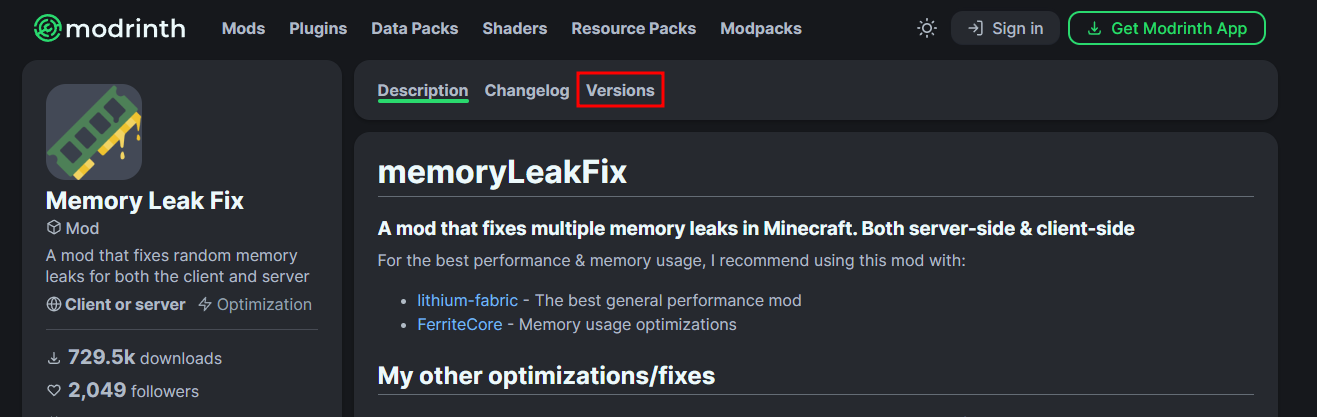 modrinth Mods Plugins Data Packs Shaders Resource Packs Modpacks Sign in Get Modrinth App
Description Changelog Versions
Memory Leak Fix
Mod
A mod that fixes random memory
leaks for both the client and server
Client or server Optimization
729.5k downloads
2,049 followers
memoryLeakFix
A mod that fixes multiple memory leaks in Minecraft. Both server-side & client-side
For the best performance & memory usage, I recommend using this mod with:
• lithium-fabric - The best general performance mod
• FerriteCore - Memory usage optimizations
My other optimizations/fixes